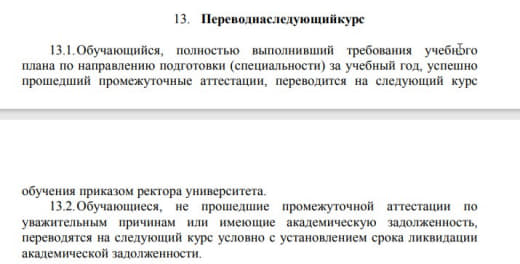 13. Переводнаследующийкурс
13.1.Обучающийся, полностью выполнивший требования учебного
плана по направлению подготовки (специальности) за учебный год, успешно
прошедший промежуточные аттестации, переводится на следующий курс
обучения приказом ректора университета.
13.2.Обучающиеся, не прошедшие промежуточной аттестации по
уважительным причинам или имеющие академическую задолженность,
переводятся на следующий курс условно с установлением срока ликвидации
академической задолженности.